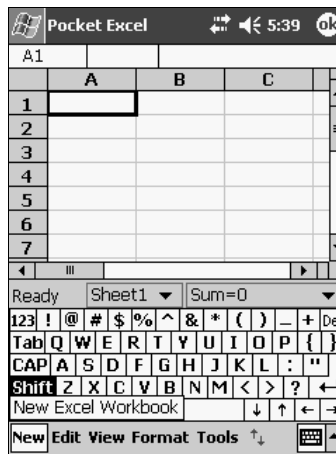 Pocket Excel 5:39 ok
A1
A B C
1
2
3
4
5
6
7
Ready Sheet1 Sum=0
123 ! @ # $ % ^ & * ( ) _ + De
Tab Q W E R T Y U I O P { }
CAP A S D F G H J K L : "
Shift Z X C V B N M < > ? ←
New Excel Workbook ↓ ↑ ← →
New Edit View Format Tools